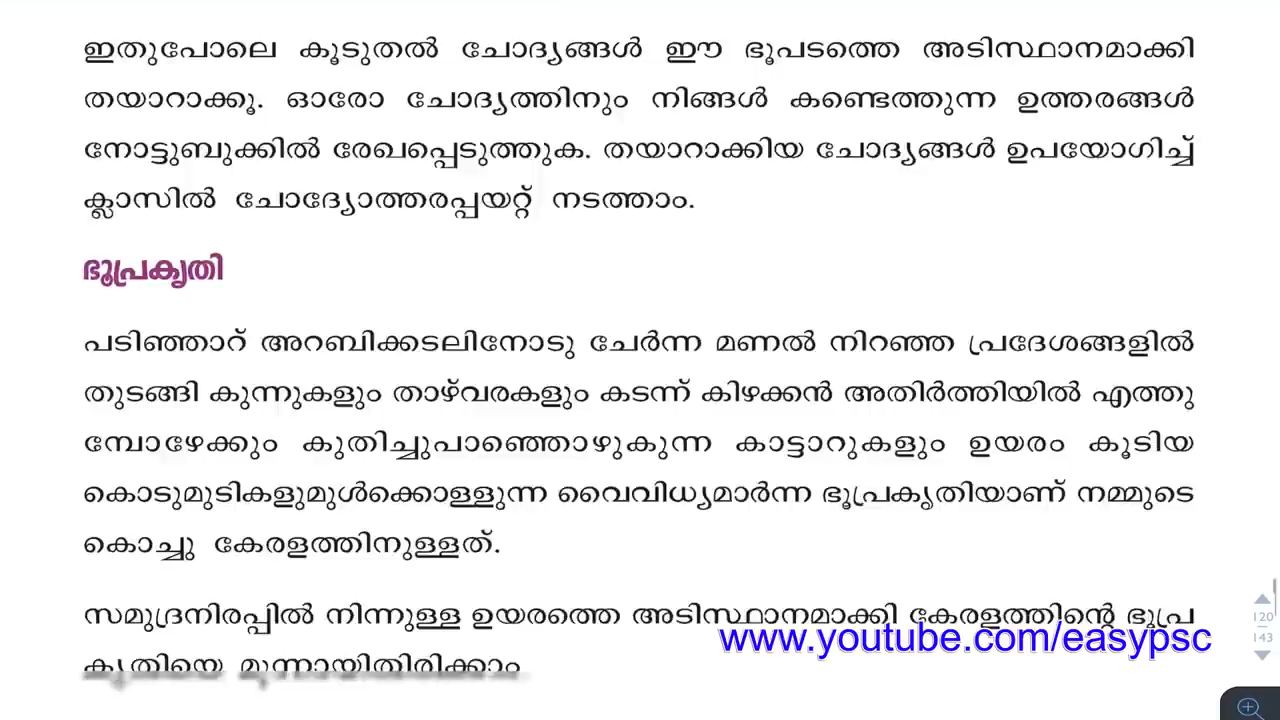 ഇതുപോലെ കൂടുതൽ ചോദ്യങ്ങൾ ഈ ഭൂപടത്തെ അടിസ്ഥാനമാക്കി
തയാറാക്കൂ. ഓരോ ചോദ്യത്തിനും നിങ്ങൾ കണ്ടെത്തുന്ന ഉത്തരങ്ങൾ
നോട്ടുബുക്കിൽ രേഖപ്പെടുത്തുക. തയാറാക്കിയ ചോദ്യങ്ങൾ ഉപയോഗിച്ച്
ക്ലാസിൽ ചോദ്യോത്തരപ്പയറ്റ് നടത്താം.
ഭൂപ്രകൃതി
പടിഞ്ഞാറ് അറബിക്കടലിനോടു ചേർന്ന മണൽ നിറഞ്ഞ പ്രദേശങ്ങളിൽ
തുടങ്ങി കുന്നുകളും താഴ്‌വരകളും കടന്ന് കിഴക്കൻ അതിർത്തിയിൽ എത്തു
മ്പോഴേക്കും കുതിച്ചുപാഞ്ഞൊഴുകുന്ന കാട്ടാറുകളും ഉയരം കൂടിയ
കൊടുമുടികളുമുൾക്കൊള്ളുന്ന വൈവിധ്യമാർന്ന ഭൂപ്രകൃതിയാണ് നമ്മുടെ
കൊച്ചു കേരളത്തിനുള്ളത്.
സമുദ്രനിരപ്പിൽ നിന്നുള്ള ഉയരത്തെ അടിസ്ഥാനമാക്കി കേരളത്തിന്റെ ഭൂപ്ര
കൃതിയെ മൂന്നായിതിരിക്കാം
www.youtube.com/easypsc
120
143